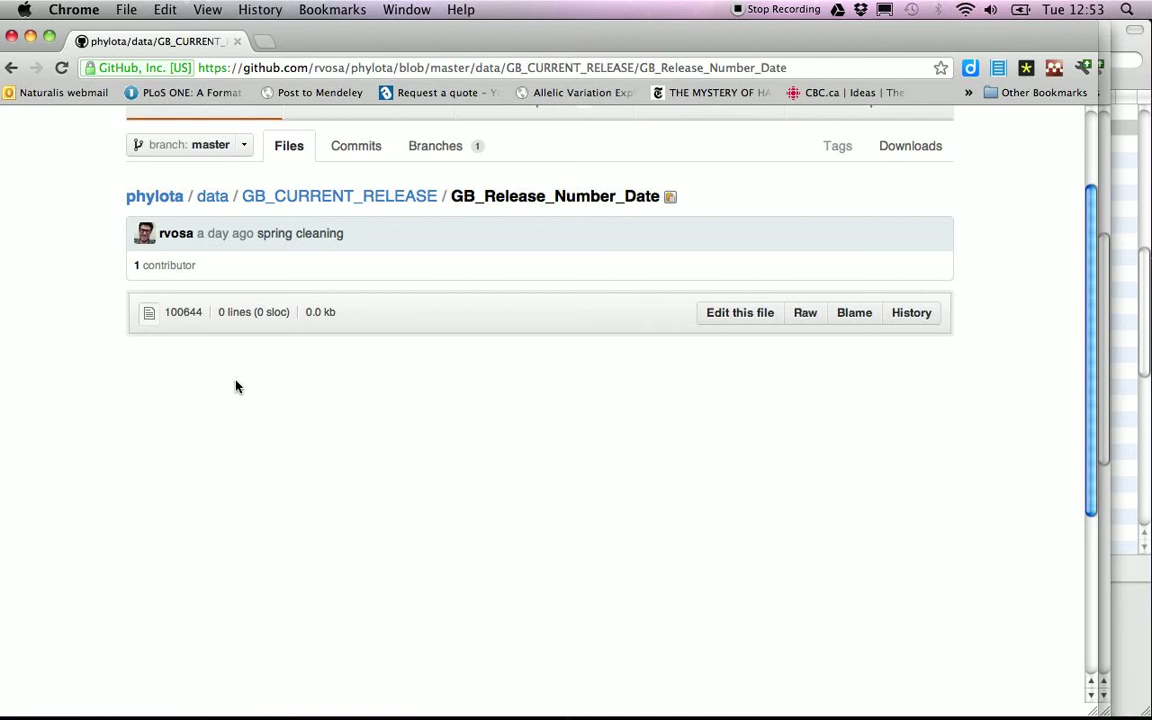 Chrome File Edit View History Bookmarks Window Help Stop Recording Tue 12:53
phylota/data/GB_CURRENT_
GitHub, Inc. [US] https://github.com/rvosa/phylota/blob/master/data/GB_CURRENT_RELEASE/GB_Release_Number_Date
Naturalis webmail PLoS ONE: A Format Post to Mendeley Request a quote – Allelic Variation Exp THE MYSTERY OF CBC.ca | Ideas | The » Other Bookmarks
branch: master Files Commits Branches 1 Tags Downloads
phylota / data / GB_CURRENT_RELEASE / GB_Release_Number_Date
rvosa a day ago spring cleaning
1 contributor
100644 0 lines (0 sloc) 0.0 kb Edit this file Raw Blame History